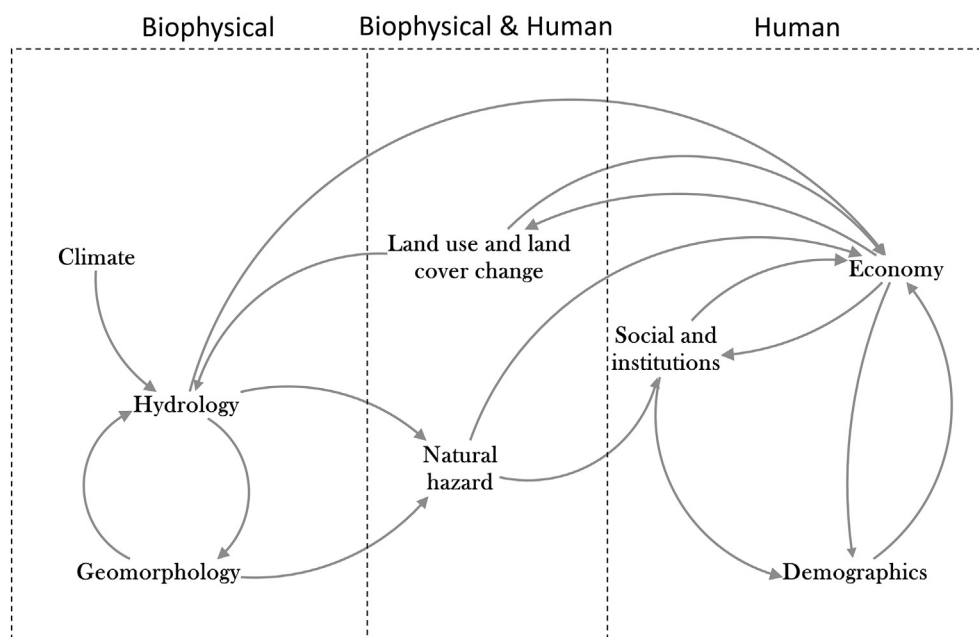 Biophysical
Biophysical & Human
Human
Climate
Land use and land
cover change
Economy
Social and
institutions
Hydrology
Natural
hazard
Geomorphology
Demographics